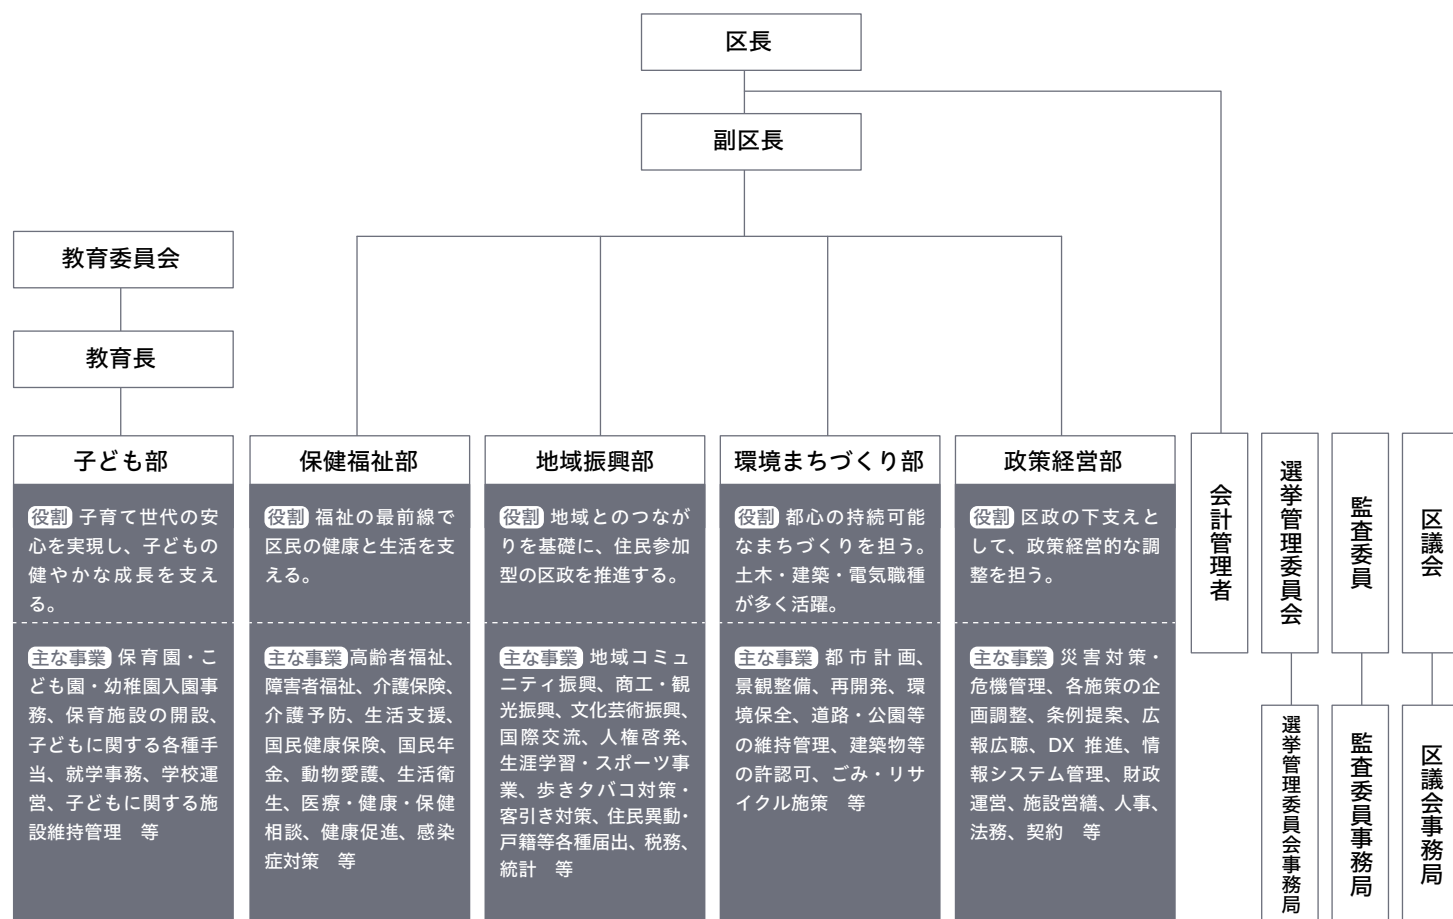 区長
副区長
教育委員会
教育長
子ども部
役割 子育て世代の安
心を実現し、子どもの
健やかな成長を支え
る。
主な事業 保育園・こ
ども園・幼稚園入園事
務、保育施設の開設、
子どもに関する各種手
当、就学事務、学校運
営、子どもに関する施
設維持管理　等
保健福祉部
役割 福祉の最前線で
区民の健康と生活を支
える。
主な事業 高齢者福祉、
障害者福祉、介護保険、
介護予防、生活支援、
国民健康保険、国民年
金、動物愛護、生活衛
生、医療・健康・保健
相談、健康促進、感染
症対策　等
地域振興部
役割 地域とのつなが
りを基礎に、住民参加
型の区政を推進する。
主な事業 地域コミュ
ニティ振興、商工・観
光振興、文化芸術振興、
国際交流、人権啓発、
生涯学習・スポーツ事
業、歩きタバコ対策・
客引き対策、住民異動・
戸籍等各種届出、税務、
統計　等
環境まちづくり部
役割 都心の持続可能
なまちづくりを担う。
土木・建築・電気職種
が多く活躍。
主な事業 都市計画、
景観整備、再開発、環
境保全、道路・公園等
の維持管理、建築物等
の許認可、ごみ・リサ
イクル施策　等
政策経営部
役割 区政の下支えと
して、政策経営的な調
整を担う。
主な事業 災害対策・
危機管理、各施策の企
画調整、条例提案、広
報広聴、DX 推進、情
報システム管理、財政
運営、施設営繕、人事、
法務、契約　等
会計管理者
選挙管理委員会
選挙管理委員会事務局
監査委員
監査委員事務局
区議会
区議会事務局